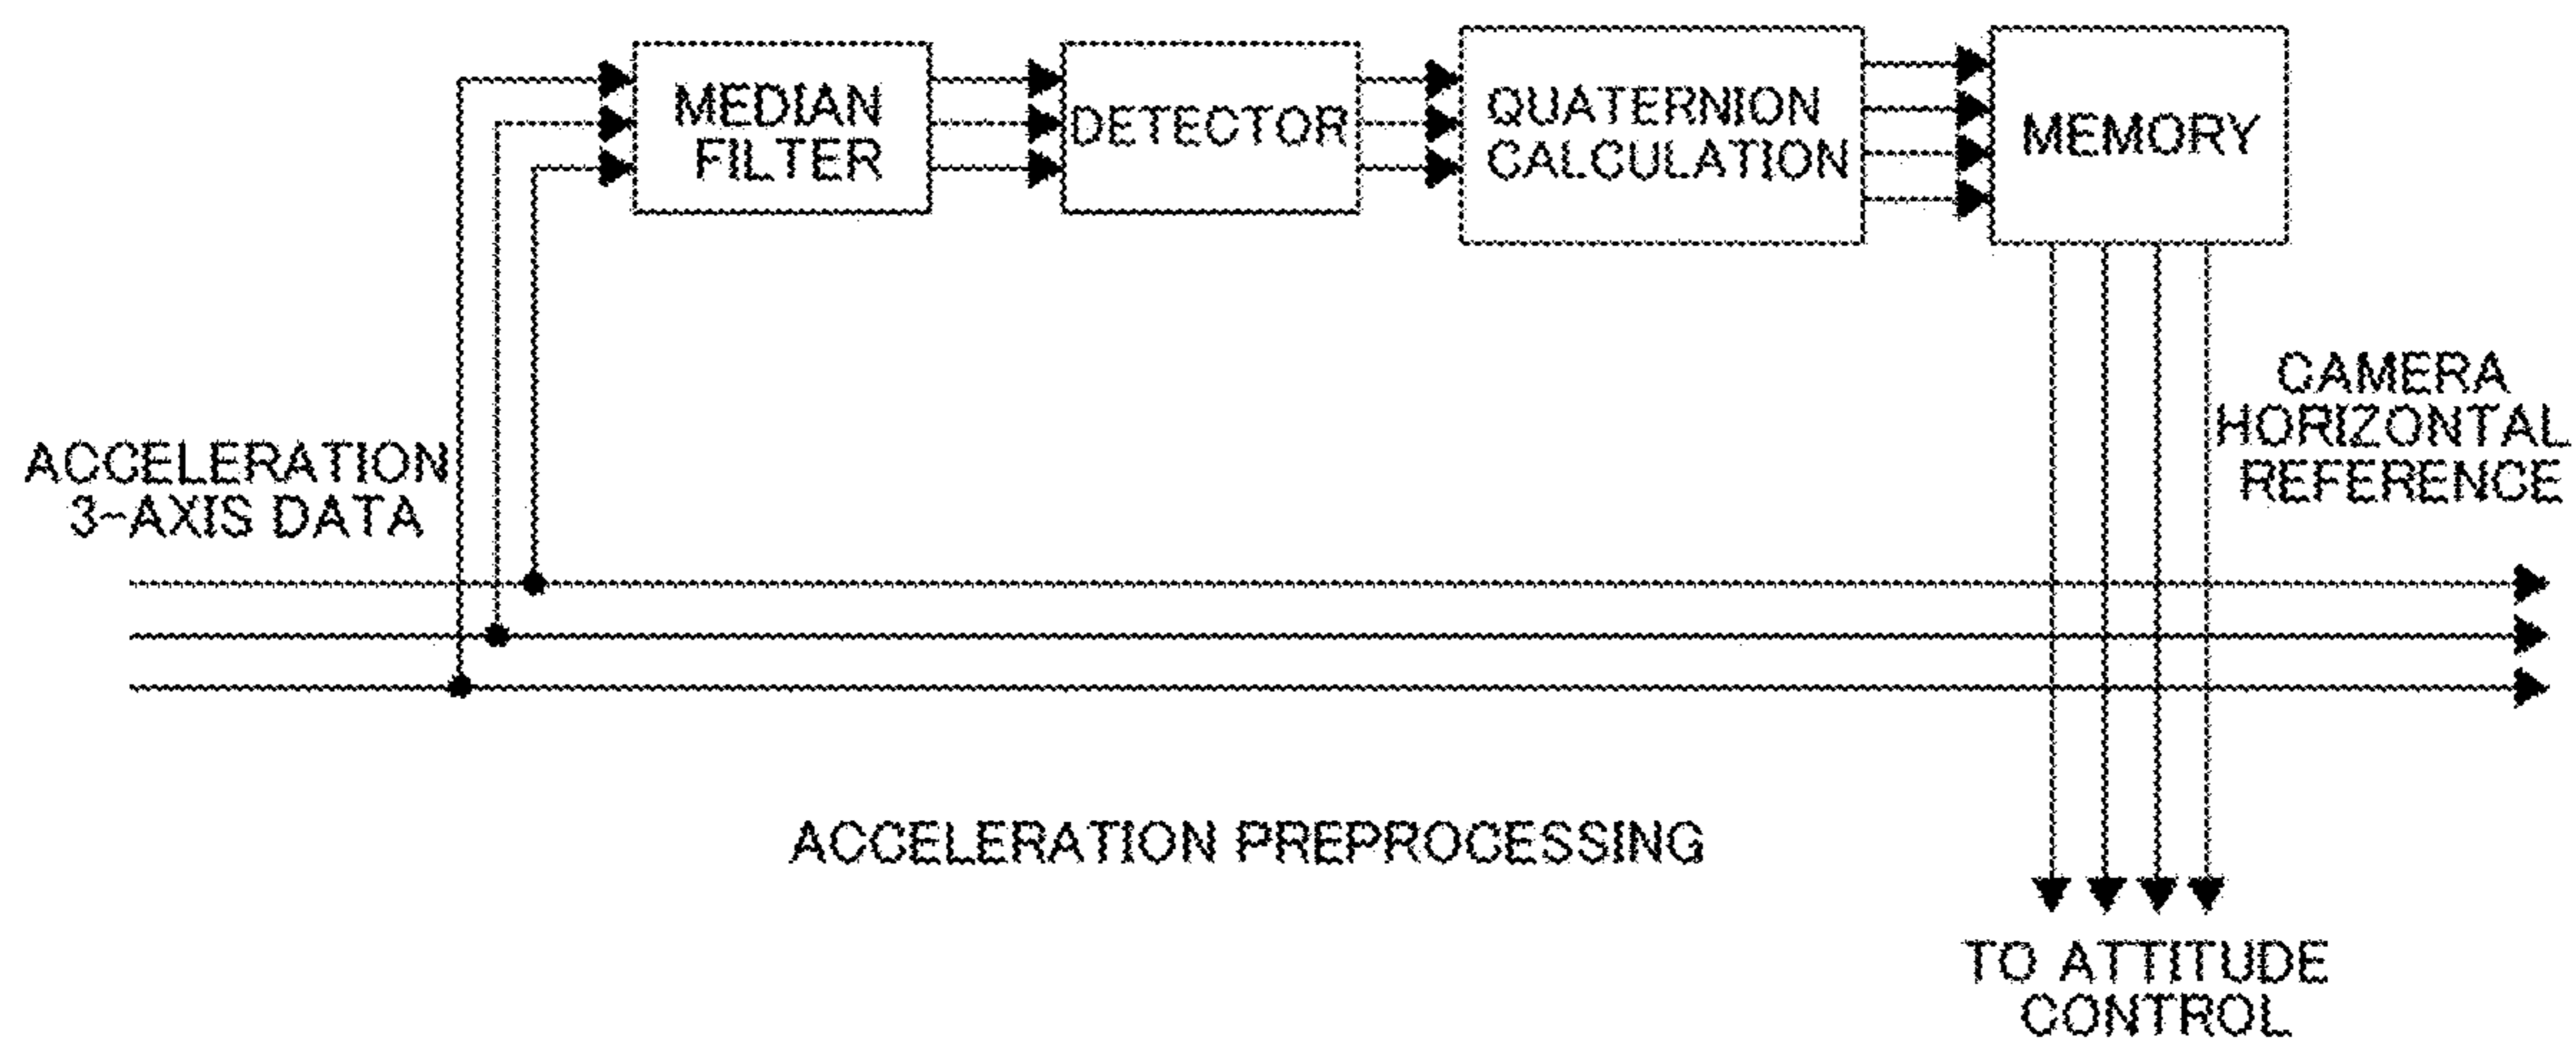 MEDIAN
FILTER
DETECTOR
QUATERNION
CALCULATION
MEMORY
ACCELERATION
3-AXIS DATA
CAMERA
HORIZONTAL
REFERENCE
ACCELERATION PREPROCESSING
TO ATTITUDE
CONTROL